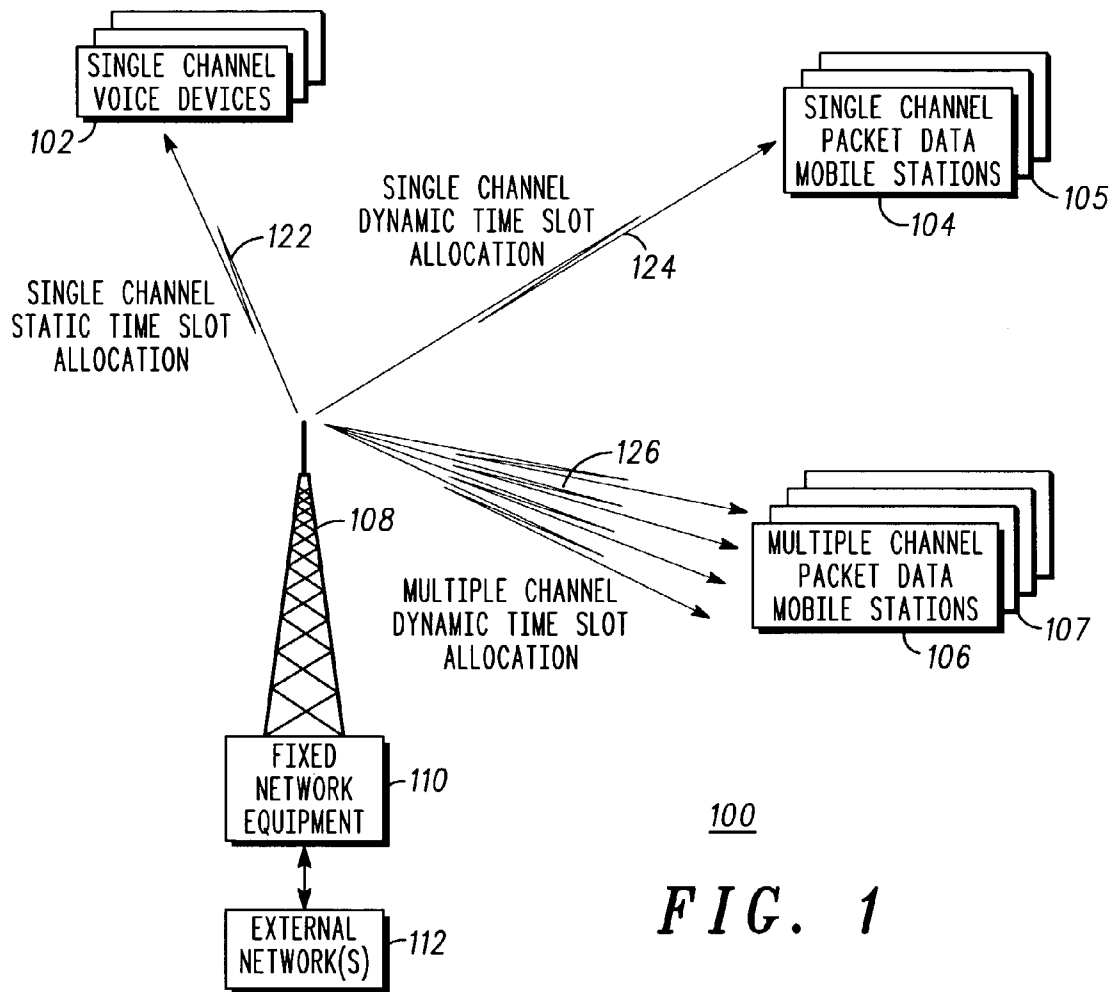 SINGLE CHANNEL
VOICE DEVICES
102
SINGLE CHANNEL
PACKET DATA
MOBILE STATIONS
105
104
SINGLE CHANNEL
DYNAMIC TIME SLOT
ALLOCATION
124
122
SINGLE CHANNEL
STATIC TIME SLOT
ALLOCATION
126
108
MULTIPLE CHANNEL
PACKET DATA
MOBILE STATIONS
107
106
MULTIPLE CHANNEL
DYNAMIC TIME SLOT
ALLOCATION
FIXED
NETWORK
EQUIPMENT
110
100
EXTERNAL
NETWORK(S)
112
FIG. 1